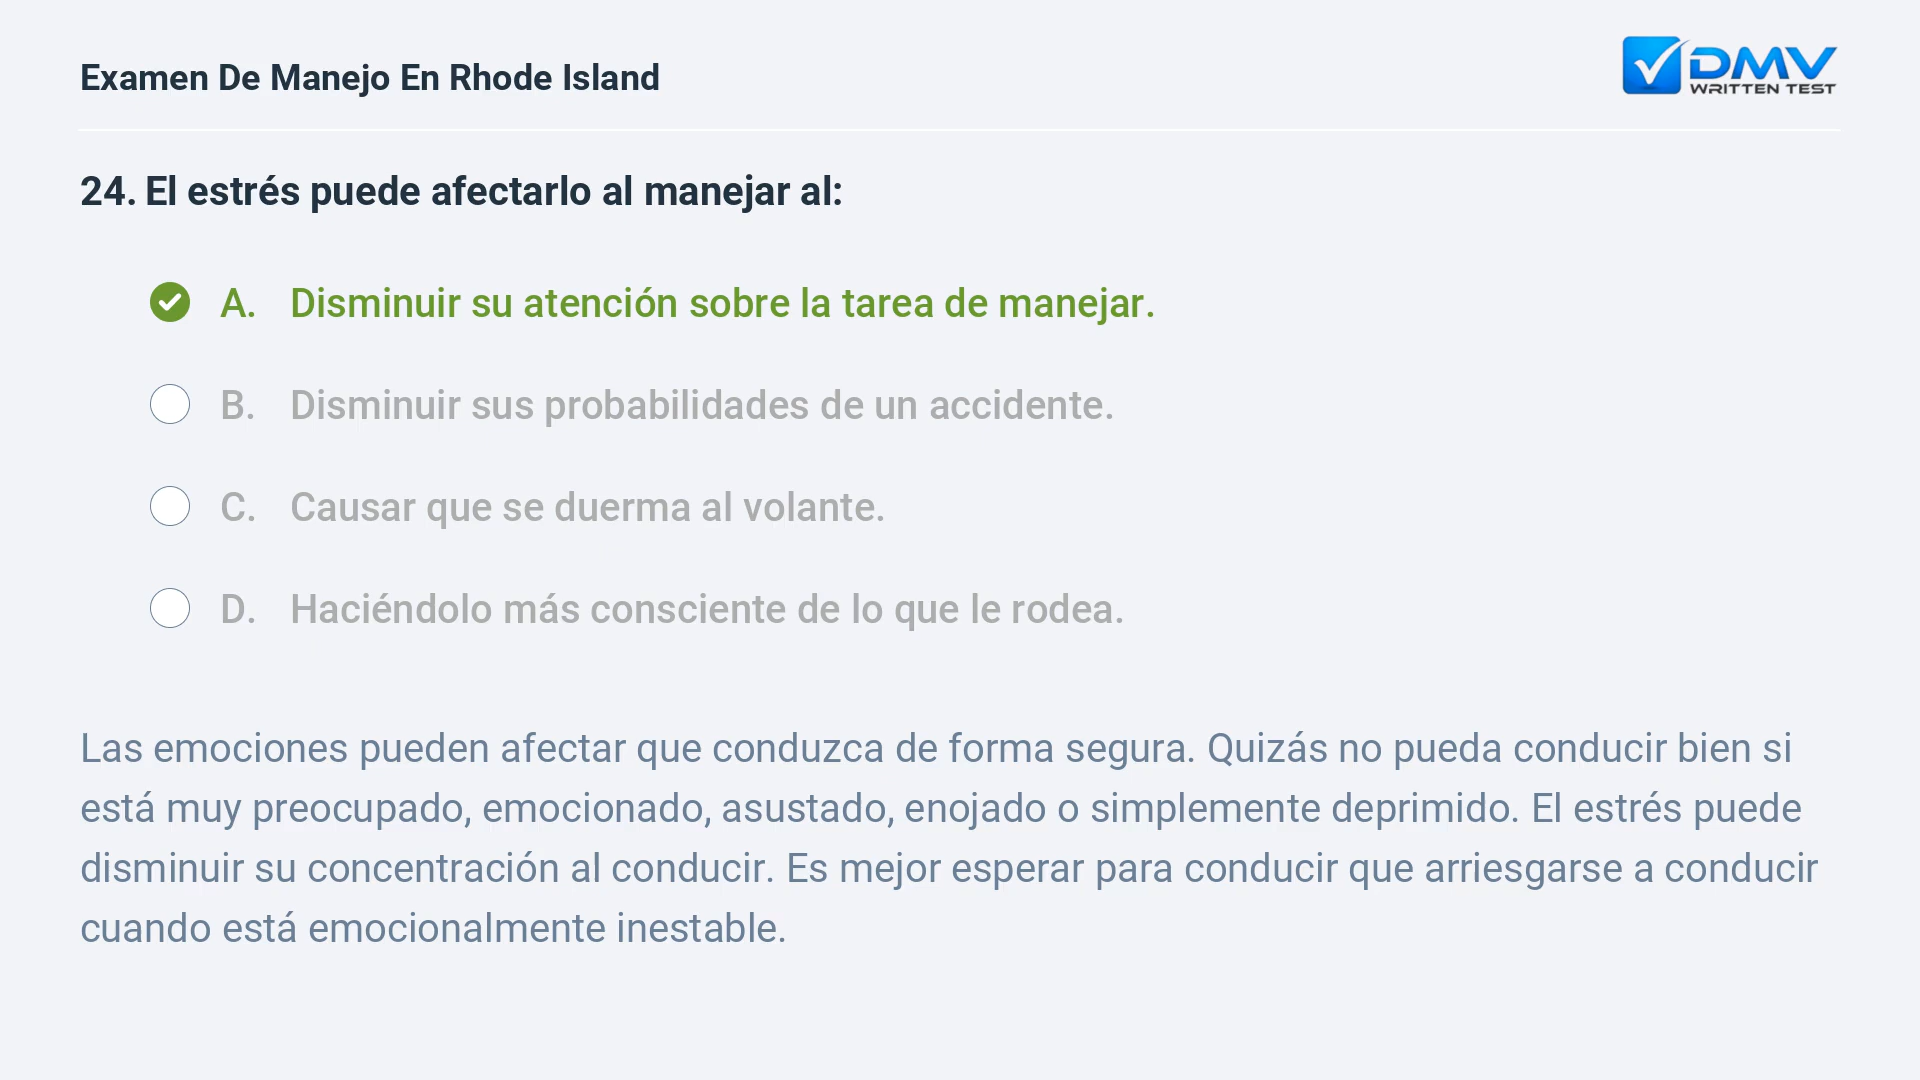 Examen De Manejo En Rhode Island
DMV
WRITTEN TEST
24. El estrés puede afectarlo al manejar al:
A. Disminuir su atención sobre la tarea de manejar.
B. Disminuir sus probabilidades de un accidente.
C. Causar que se duerma al volante.
D. Haciéndolo más consciente de lo que le rodea.
Las emociones pueden afectar que conduzca de forma segura. Quizás no pueda conducir bien si
está muy preocupado, emocionado, asustado, enojado o simplemente deprimido. El estrés puede
disminuir su concentración al conducir. Es mejor esperar para conducir que arriesgarse a conducir
cuando está emocionalmente inestable.